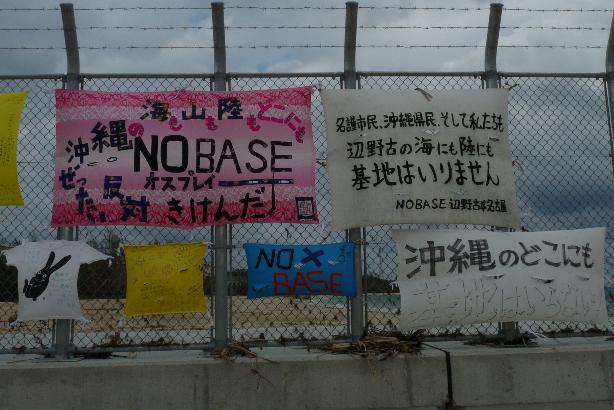 海も山も陸もどこにも
沖縄の
NO BASE
ぜったい反対
オスプレイ
さけんだ
名護市民、沖縄県民、そして私たちも
辺野古の海にも陸にも
基地はいりません
NO BASE 辺野古@名古屋
NO
BASE
沖縄のどこにも
基地はいらない